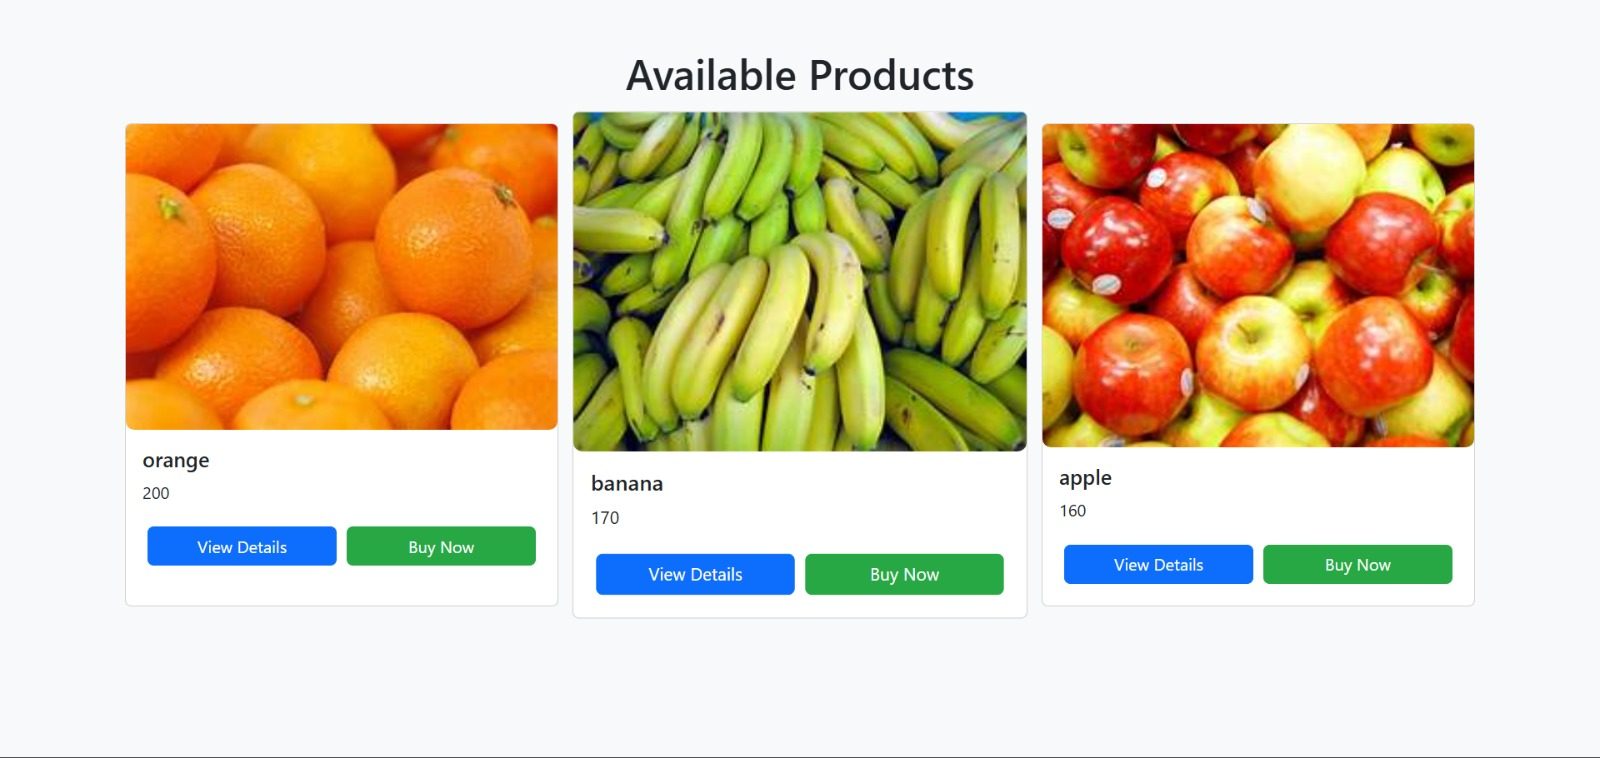 Available Products
orange
200
View Details
Buy Now
banana
170
View Details
Buy Now
apple
160
View Details
Buy Now